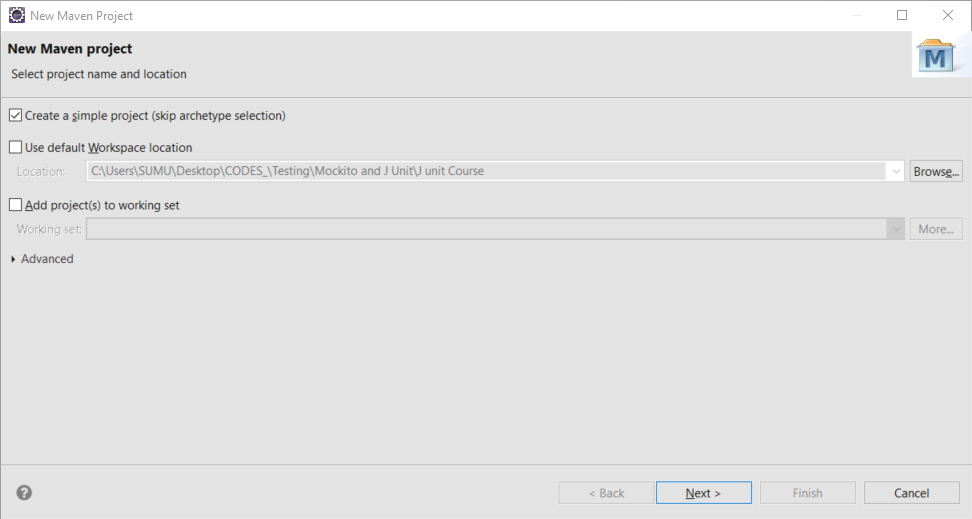 New Maven Project
New Maven project
M
Select project name and location
Create a simple project (skip archetype selection)
Use default Workspace location
Location: C:\Users\SUMU\Desktop\CODES_\Testing\Mockito and J Unit\J unit Course Browse...
Add project(s) to working set
Working set: More...
Advanced
? < Back Next > Finish Cancel